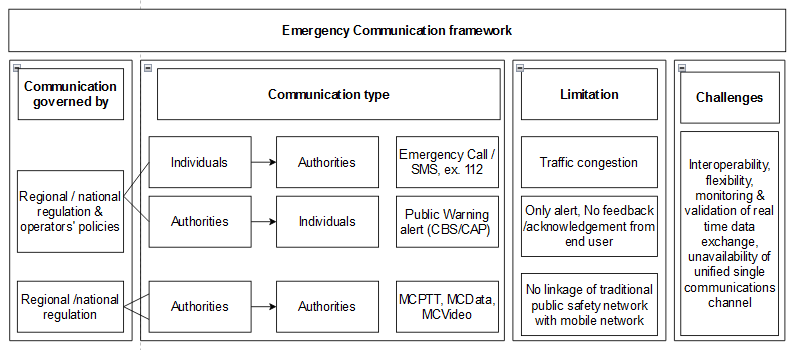 Emergency Communication framework
Communication
governed by
Communication type
Limitation
Challenges
Regional / national
regulation &
operators' policies
Individuals
Authorities
Emergency Call /
SMS, ex. 112
Traffic congestion
Authorities
Individuals
Public Warning
alert (CBS/CAP)
Only alert, No feedback
/acknowledgement from
end user
Regional /national
regulation
Authorities
Authorities
MCPTT, MCData,
MCVideo
No linkage of traditional
public safety network
with mobile network
Interoperability,
flexibility,
monitoring &
validation of real
time data
exchange,
unavailability of
unified single
communications
channel